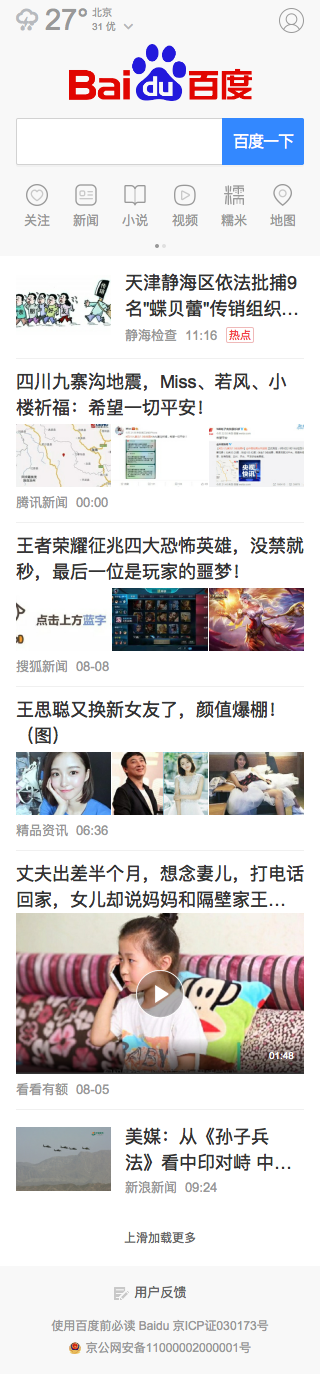 27°
北京
31 优
Bai du 百度
百度一下
关注
新闻
小说
视频
糯米
地图
天津静海区依法批捕9
名"蝶贝蕾"传销组织...
静海检查 11:16 热点
四川九寨沟地震，Miss、若风、小
楼祈福：希望一切平安！
腾讯新闻 00:00
王者荣耀征兆四大恐怖英雄，没禁就
秒，最后一位是玩家的噩梦！
点击上方蓝字
搜狐新闻 08-08
王思聪又换新女友了，颜值爆棚！
（图）
精品资讯 06:36
丈夫出差半个月，想念妻儿，打电话
回家，女儿却说妈妈和隔壁家王...
01:48
看看有额 08-05
美媒：从《孙子兵
法》看中印对峙 中...
新浪新闻 09:24
上滑加载更多
用户反馈
使用百度前必读 Baidu 京ICP证030173号
京公网安备11000002000001号